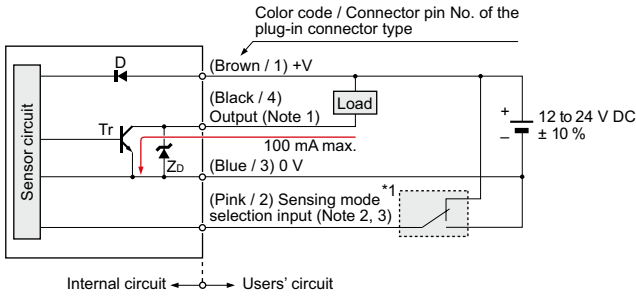 Color code / Connector pin No. of the
plug-in connector type
D
(Brown / 1) +V
(Black / 4)
Output (Note 1)
Load
Tr
100 mA max.
ZD
(Blue / 3) 0 V
+
–
12 to 24 V DC
± 10 %
Sensor circuit
(Pink / 2) Sensing mode
selection input (Note 2, 3)
*1
Internal circuit
Users' circuit